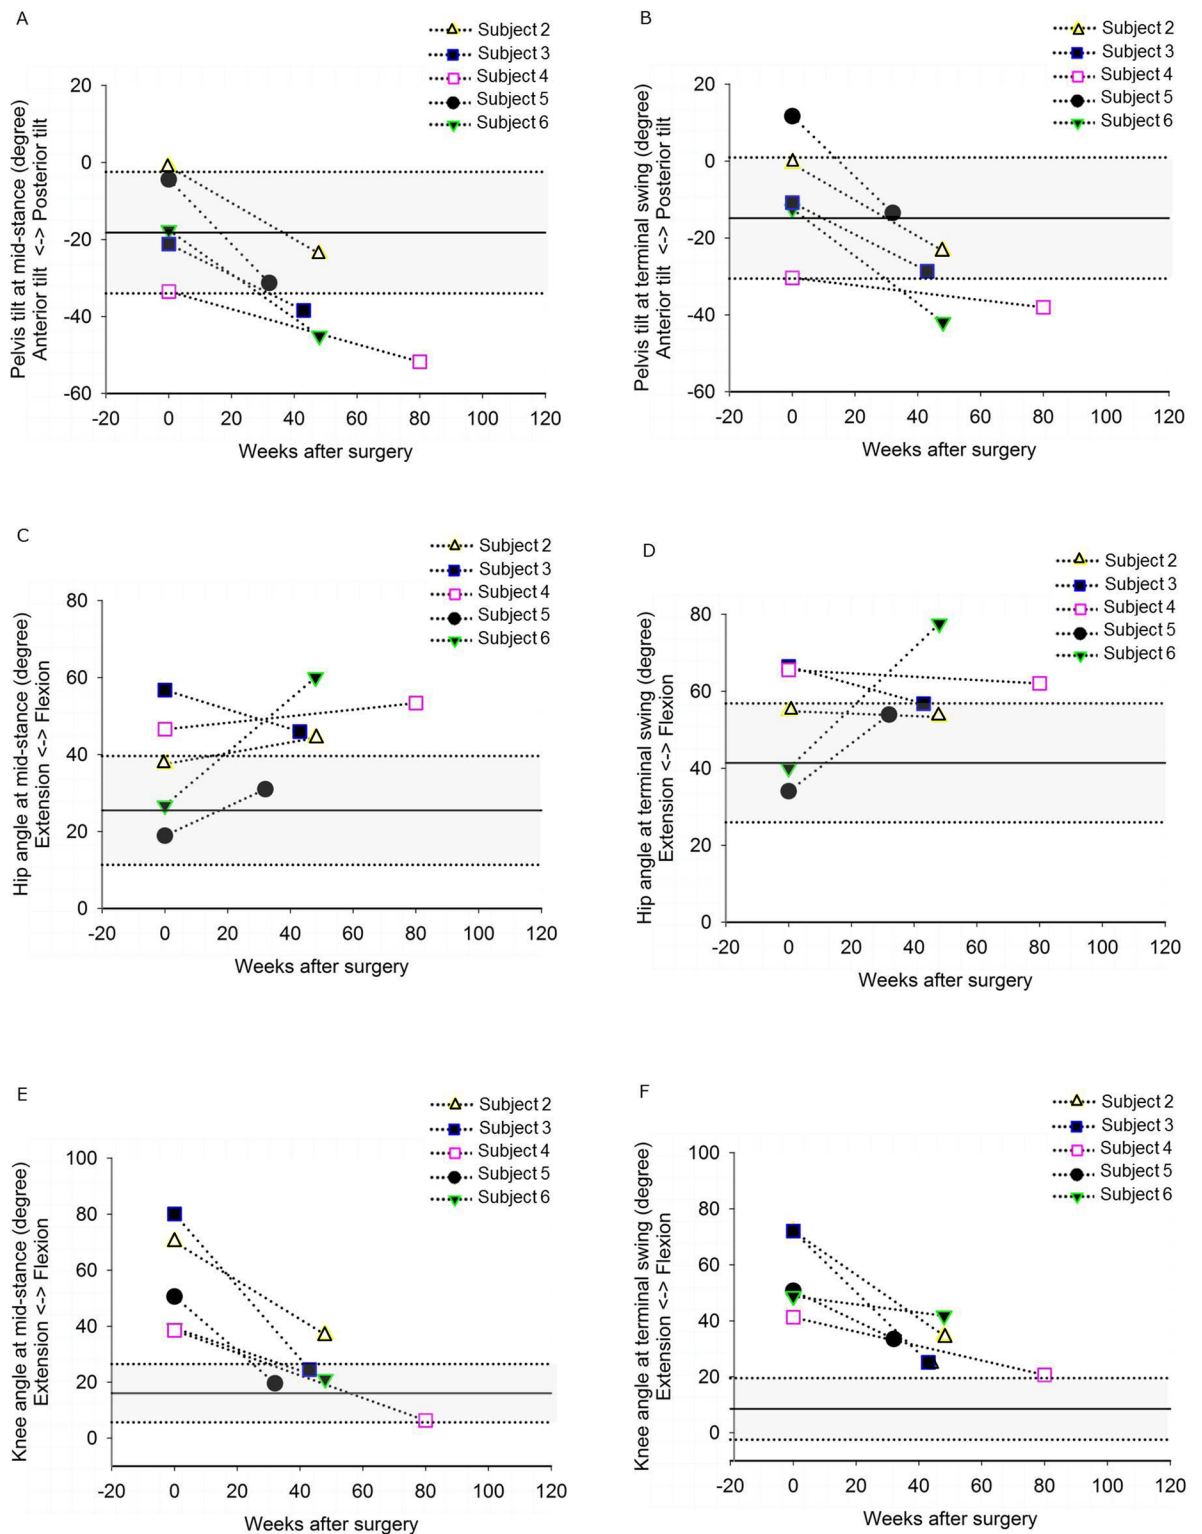 A
Subject 2
Subject 3
Subject 4
Subject 5
Subject 6
Pelvis tilt at mid-stance (degree)
Anterior tilt <-> Posterior tilt
20
0
-20
-40
-60
-20 0 20 40 60 80 100 120
Weeks after surgery
B
Subject 2
Subject 3
Subject 4
Subject 5
Subject 6
Pelvis tilt at terminal swing (degree)
Anterior tilt <-> Posterior tilt
20
0
-20
-40
-60
-20 0 20 40 60 80 100 120
Weeks after surgery
C
Subject 2
Subject 3
Subject 4
Subject 5
Subject 6
Hip angle at mid-stance (degree)
Extension <-> Flexion
80
60
40
20
0
-20 0 20 40 60 80 100 120
Weeks after surgery
D
Subject 2
Subject 3
Subject 4
Subject 5
Subject 6
Hip angle at terminal swing (degree)
Extension <-> Flexion
80
60
40
20
0
-20 0 20 40 60 80 100 120
Weeks after surgery
E
Subject 2
Subject 3
Subject 4
Subject 5
Subject 6
Knee angle at mid-stance (degree)
Extension <-> Flexion
100
80
60
40
20
0
-20 0 20 40 60 80 100 120
Weeks after surgery
F
Subject 2
Subject 3
Subject 4
Subject 5
Subject 6
Knee angle at terminal swing (degree)
Extension <-> Flexion
100
80
60
40
20
0
-20 0 20 40 60 80 100 120
Weeks after surgery